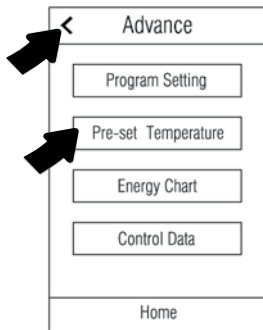 Advance
Program Setting
Pre-set Temperature
Energy Chart
Control Data
Home